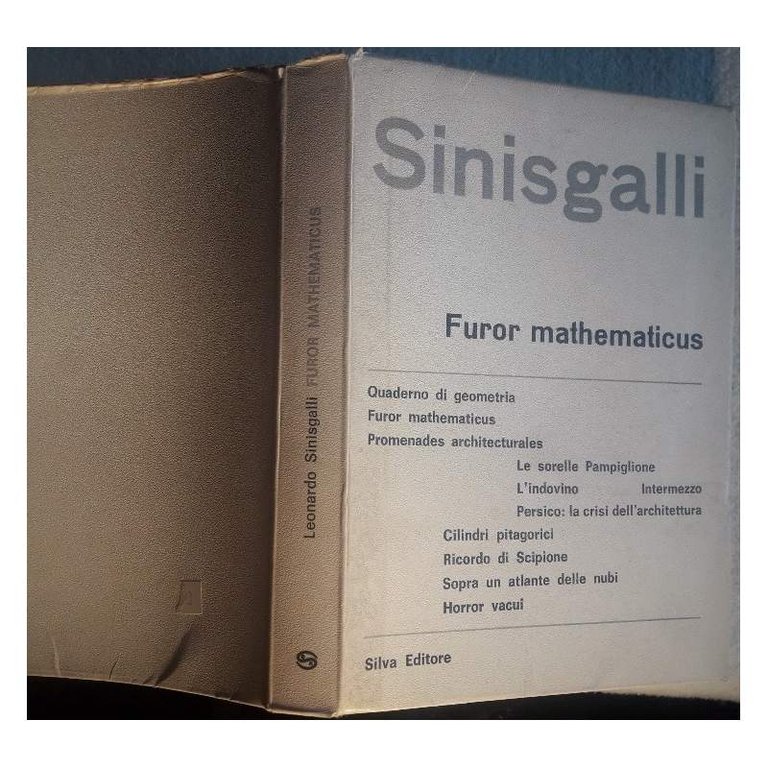 Leonardo Sinisgalli FUROR MATHEMATICUS
Sinisgalli
Furor mathematicus
Quaderno di geometria
Furor mathematicus
Promenades architecturales
Le sorelle Pampiglione
L'indovino Intermezzo
Persico: la crisi dell'architettura
Cilindri pitagorici
Ricordo di Scipione
Sopra un atlante delle nubi
Horror vacui
Silva Editore